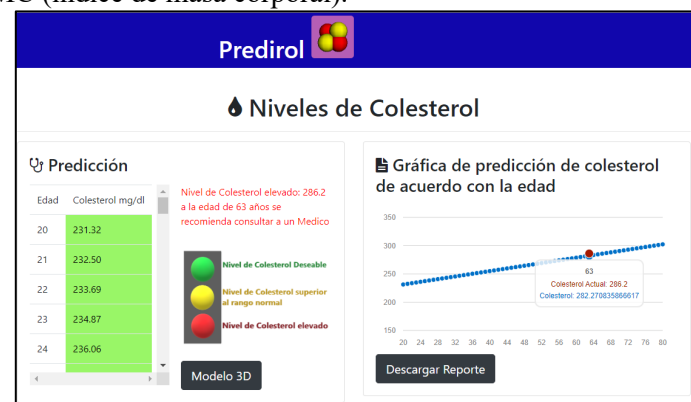 (índice de masa corporal).
Predirol
Niveles de Colesterol
Predicción
Edad Colesterol mg/dl
20 231.32
21 232.50
22 233.69
23 234.87
24 236.06
Nivel de Colesterol elevado: 286.2
a la edad de 63 años se
recomienda consultar a un Medico
Nivel de Colesterol Deseable
Nivel de Colesterol superior
al rango normal
Nivel de Colesterol elevado
Modelo 3D
Gráfica de predicción de colesterol
de acuerdo con la edad
350
300
250
200
150
63
Colesterol Actual: 286.2
Colesterol: 282.270835866617
20 24 28 32 36 40 44 48 52 56 60 64 68 72 76 80
Descargar Reporte